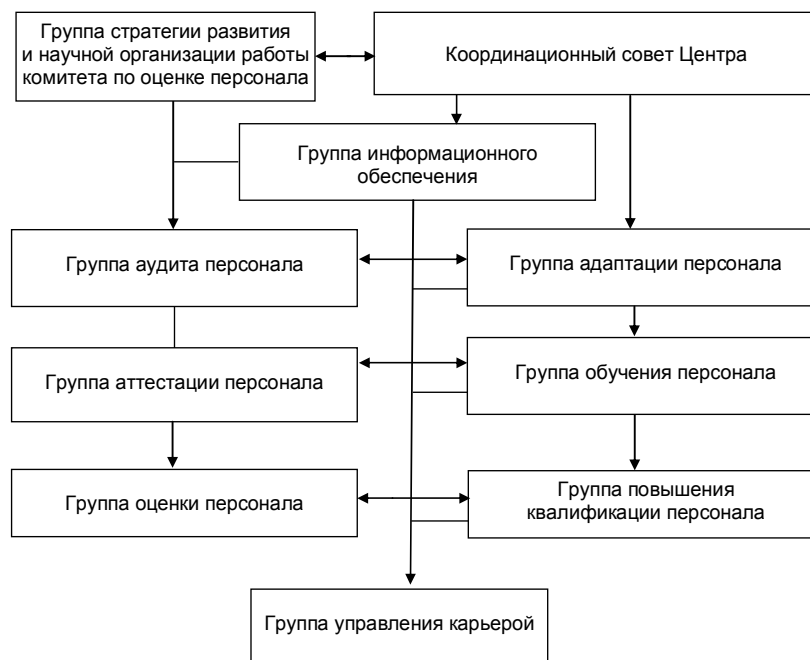 Группа стратегии развития
и научной организации работы
комитета по оценке персонала
Координационный совет Центра
Группа информационного
обеспечения
Группа аудита персонала
Группа адаптации персонала
Группа аттестации персонала
Группа обучения персонала
Группа оценки персонала
Группа повышения
квалификации персонала
Группа управления карьерой